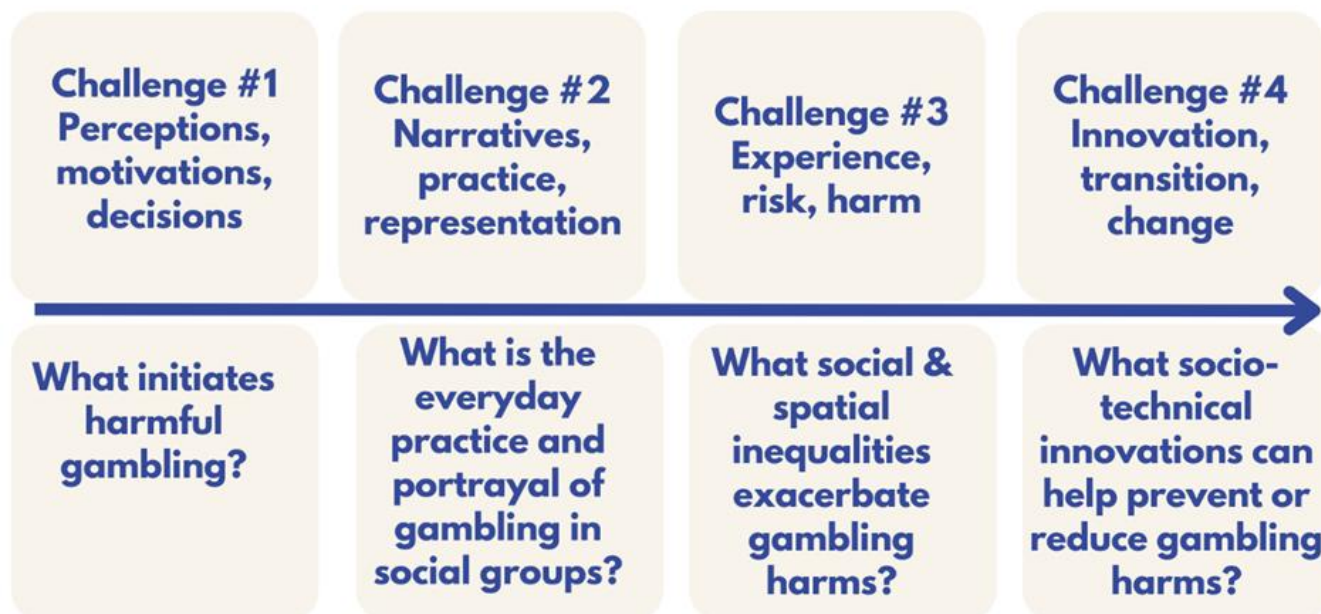 Challenge #1
Perceptions,
motivations,
decisions
Challenge #2
Narratives,
practice,
representation
Challenge #3
Experience,
risk, harm
Challenge #4
Innovation,
transition,
change
What initiates
harmful
gambling?
What is the
everyday
practice and
portrayal of
gambling in
social groups?
What social &
spatial
inequalities
exacerbate
gambling
harms?
What socio-
technical
innovations can
help prevent or
reduce gambling
harms?